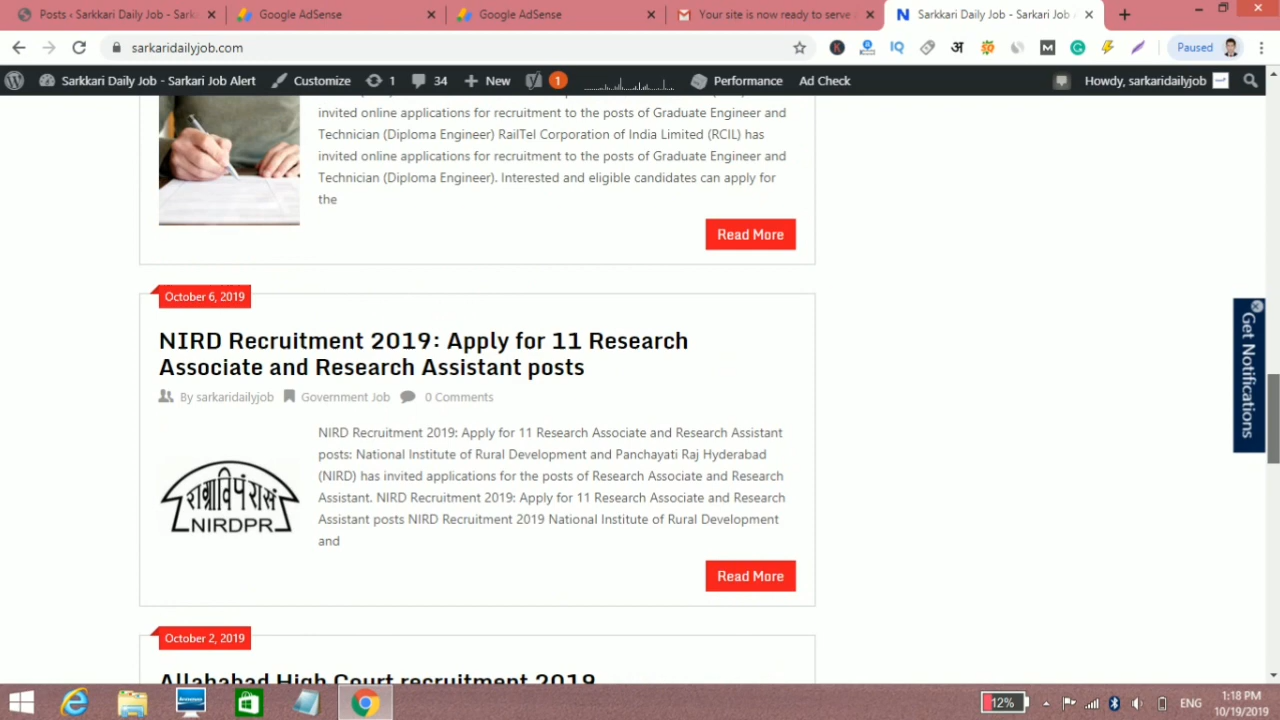 Posts ‹ Sarkkari Daily Job - Sark
Google AdSense
Google AdSense
Your site is now ready to serve
Sarkkari Daily Job - Sarkari Job
sarkaridailyjob.com
Paused
Sarkkari Daily Job - Sarkari Job Alert
Customize
1
34
New
1
Performance
Ad Check
Howdy, sarkaridailyjob
invited online applications for recruitment to the posts of Graduate Engineer and
Technician (Diploma Engineer) RailTel Corporation of India Limited (RCIL) has
invited online applications for recruitment to the posts of Graduate Engineer and
Technician (Diploma Engineer). Interested and eligible candidates can apply for
the
Read More
October 6, 2019
NIRD Recruitment 2019: Apply for 11 Research
Associate and Research Assistant posts
By sarkaridailyjob Government Job 0 Comments
NIRD Recruitment 2019: Apply for 11 Research Associate and Research Assistant
posts: National Institute of Rural Development and Panchayati Raj Hyderabad
(NIRD) has invited applications for the posts of Research Associate and Research
Assistant. NIRD Recruitment 2019: Apply for 11 Research Associate and Research
Assistant posts NIRD Recruitment 2019 National Institute of Rural Development
and
NIRDPR
Read More
Get Notifications
October 2, 2019
Allahabad High Court recruitment 2019
12%
ENG
1:18 PM
10/19/2019